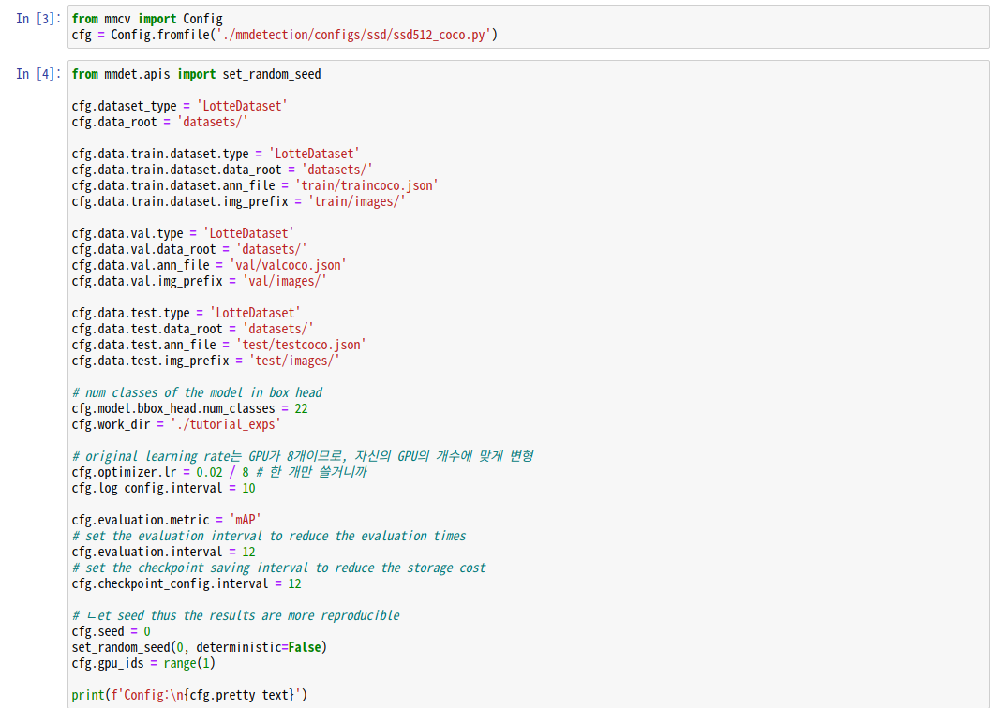 In [3]: from mmcv import Config
cfg = Config.fromfile('./mmdetection/configs/ssd/ssd512_coco.py')
In [4]: from mmdet.apis import set_random_seed
cfg.dataset_type = 'LotteDataset'
cfg.data_root = 'datasets/'
cfg.data.train.dataset.type = 'LotteDataset'
cfg.data.train.dataset.data_root = 'datasets/'
cfg.data.train.dataset.ann_file = 'train/traincoco.json'
cfg.data.train.dataset.img_prefix = 'train/images/'
cfg.data.val.type = 'LotteDataset'
cfg.data.val.data_root = 'datasets/'
cfg.data.val.ann_file = 'val/valcoco.json'
cfg.data.val.img_prefix = 'val/images/'
cfg.data.test.type = 'LotteDataset'
cfg.data.test.data_root = 'datasets/'
cfg.data.test.ann_file = 'test/testcoco.json'
cfg.data.test.img_prefix = 'test/images/'
# num classes of the model in box head
cfg.model.bbox_head.num_classes = 22
cfg.work_dir = './tutorial_exps'
# original learning rate는 GPU가 8개이므로, 자신의 GPU의 개수에 맞게 변형
cfg.optimizer.lr = 0.02 / 8 # 한 개만 쓸거니까
cfg.log_config.interval = 10
cfg.evaluation.metric = 'mAP'
# set the evaluation interval to reduce the evaluation times
cfg.evaluation.interval = 12
# set the checkpoint saving interval to reduce the storage cost
cfg.checkpoint_config.interval = 12
# ㄴet seed thus the results are more reproducible
cfg.seed = 0
set_random_seed(0, deterministic=False)
cfg.gpu_ids = range(1)
print(f'Config:\n{cfg.pretty_text}')